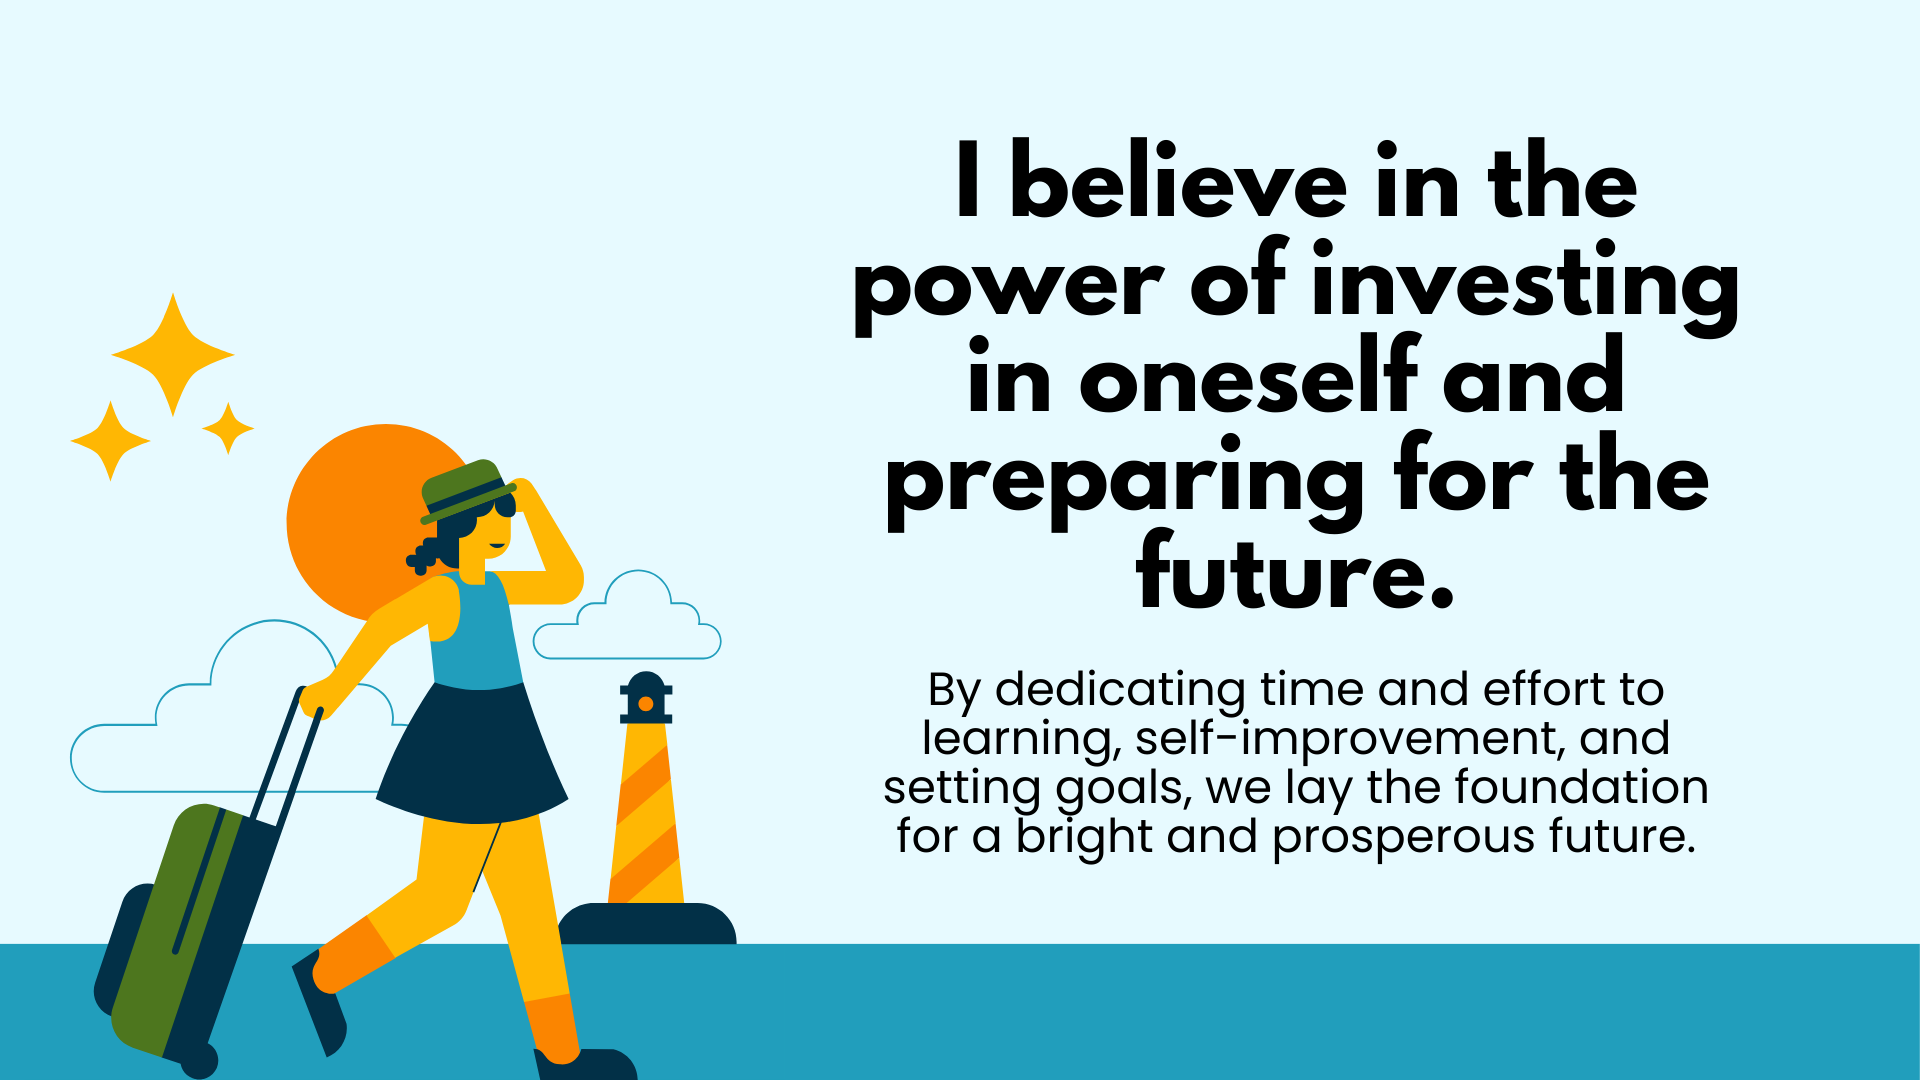 I believe in the
power of investing
in oneself and
preparing for the
future.
By dedicating time and effort to
learning, self-improvement, and
setting goals, we lay the foundation
for a bright and prosperous future.